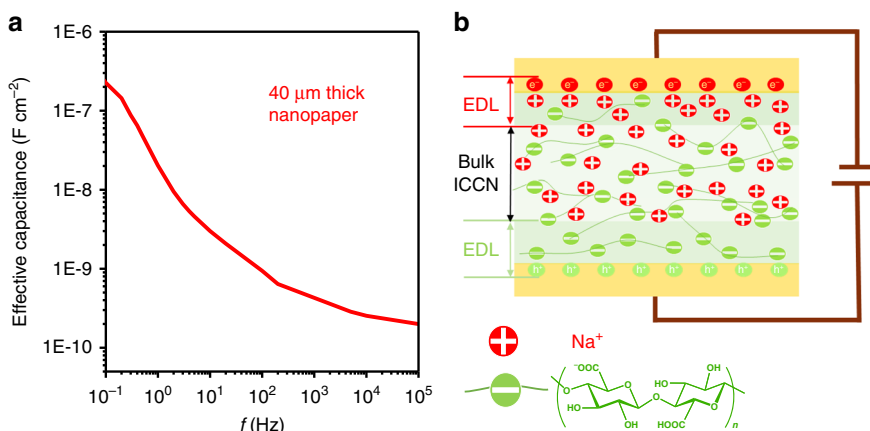 a
Effective capacitance (F cm⁻²)
1E-6
1E-7
1E-8
1E-9
1E-10
40 μm thick
nanopaper
10⁻¹ 10⁰ 10¹ 10² 10³ 10⁴ 10⁵
f (Hz)
b
e⁻ e⁻ e⁻ e⁻ e⁻ e⁻ e⁻ e⁻
EDL
Bulk
ICCN
EDL
h⁺ h⁺ h⁺ h⁺ h⁺ h⁺ h⁺ h⁺
Na⁺
⁻OOC OH
O HO O
HO O O
OH HOOC n